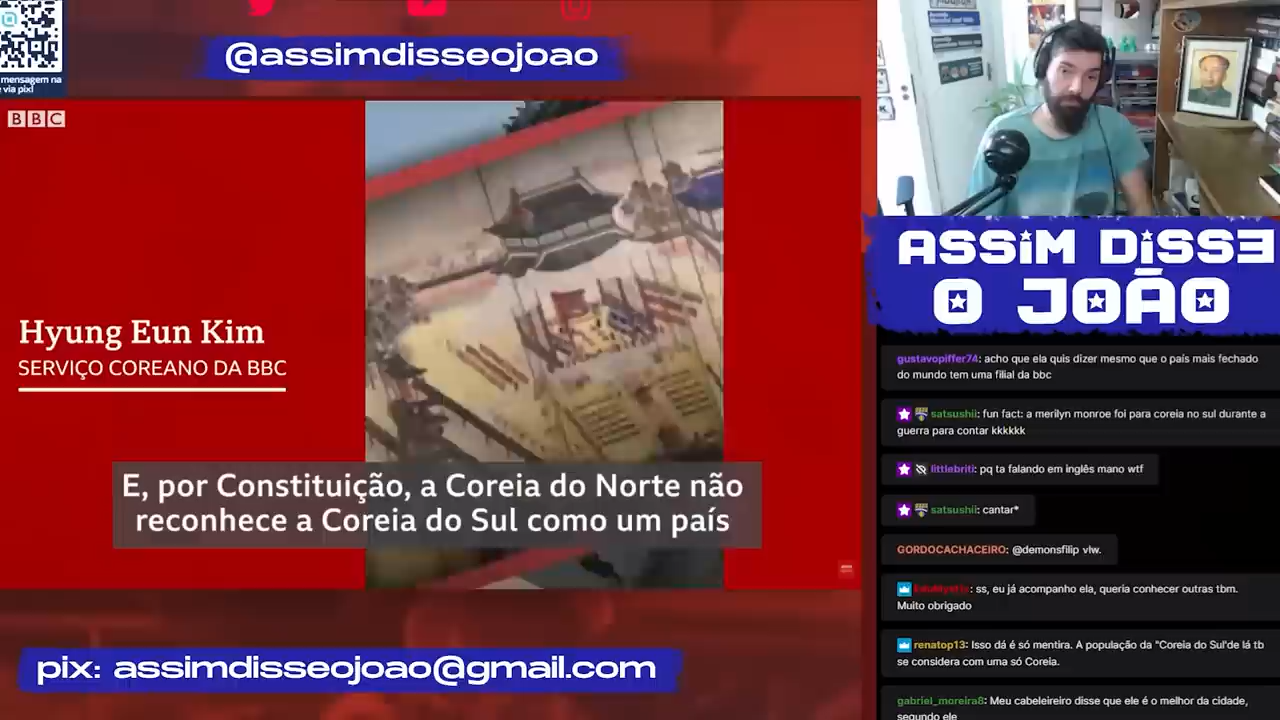 mensagem na
e via pix!
@assimdisseojoao
BBC
Hyung Eun Kim
SERVIÇO COREANO DA BBC
E, por Constituição, a Coreia do Norte não
reconhece a Coreia do Sul como um país
pix: assimdisseojoao@gmail.com
ASSIM DISSE
O JOÃO
gustavopiffer74: acho que ela quis dizer mesmo que o país mais fechado
do mundo tem uma filial da bbc
satsushii: fun fact: a merilyn monroe foi para coreia no sul durante a
guerra para contar kkkkkk
littlebriti: pq ta falando em inglês mano wtf
satsushii: cantar*
GORDOCACHACEIRO: @demonsfilip vlw.
: ss, eu já acompanho ela, queria conhecer outras tbm.
Muito obrigado
renatop13: Isso dá é só mentira. A população da "Coreia do Sul'de lá tb
se considera com uma só Coreia.
gabriel_moreira8: Meu cabeleireiro disse que ele é o melhor da cidade,
segundo ele